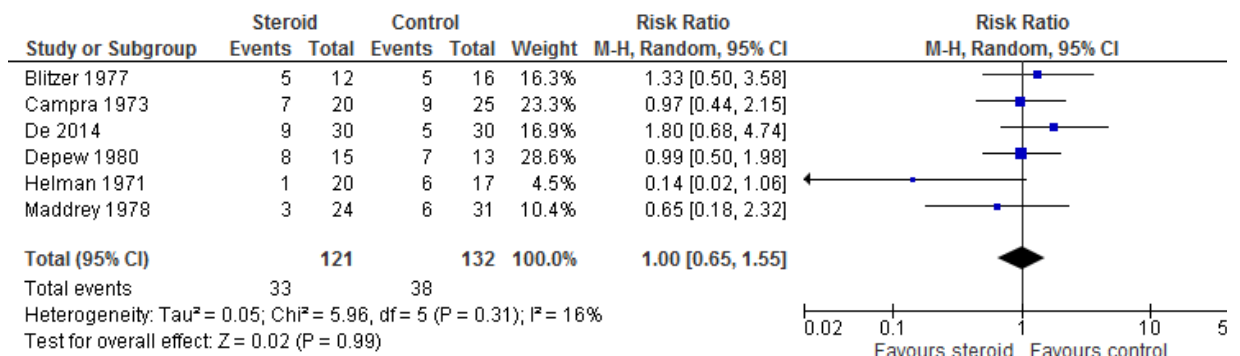 Steroid Control Risk Ratio Risk Ratio
Study or Subgroup Events Total Events Total Weight M-H, Random, 95% CI M-H, Random, 95% CI
Blitzer 1977 5 12 5 16 16.3% 1.33 [0.50, 3.58]
Campra 1973 7 20 9 25 23.3% 0.97 [0.44, 2.15]
De 2014 9 30 5 30 16.9% 1.80 [0.68, 4.74]
Depew 1980 8 15 7 13 28.6% 0.99 [0.50, 1.98]
Helman 1971 1 20 6 17 4.5% 0.14 [0.02, 1.06]
Maddrey 1978 3 24 6 31 10.4% 0.65 [0.18, 2.32]
Total (95% CI) 121 132 100.0% 1.00 [0.65, 1.55]
Total events 33 38
Heterogeneity: Tau² = 0.05; Chi² = 5.96, df = 5 (P = 0.31); I² = 16%
Test for overall effect: Z = 0.02 (P = 0.99)
0.02 0.1 1 10 5
Favours steroid Favours control